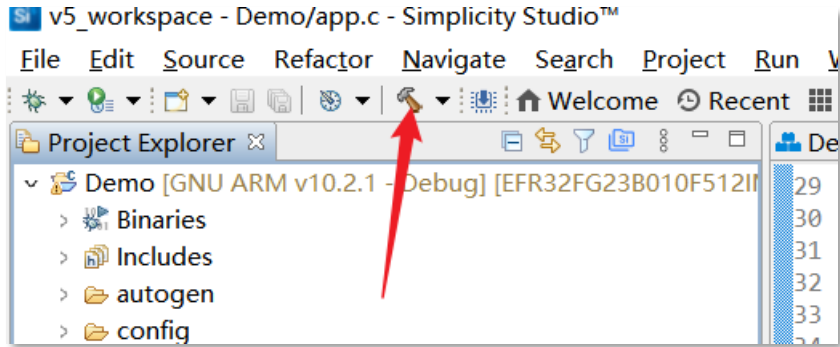 Si v5_workspace - Demo/app.c - Simplicity Studio™
File Edit Source Refactor Navigate Search Project Run
Welcome Recent
Project Explorer De
Demo [GNU ARM v10.2.1 - Debug] [EFR32FG23B010F512I
29
Binaries
30
Includes
31
autogen
32
config
33